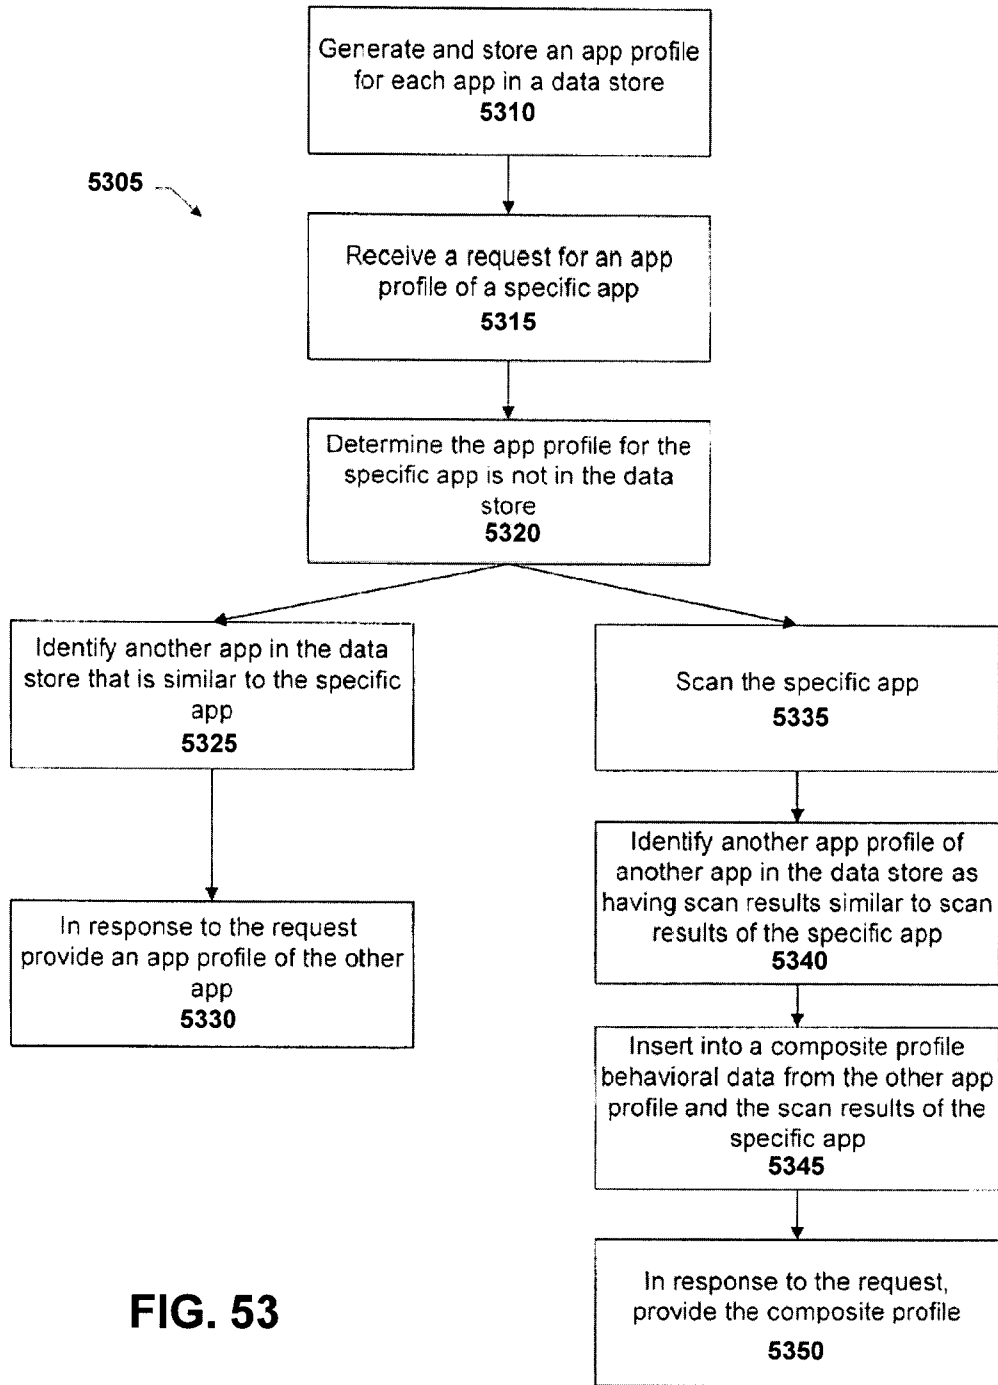 Generate and store an app profile
for each app in a data store
5310
5305
Receive a request for an app
profile of a specific app
5315
Determine the app profile for the
specific app is not in the data
store
5320
Identify another app in the data
store that is similar to the specific
app
5325
In response to the request
provide an app profile of the other
app
5330
Scan the specific app
5335
Identify another app profile of
another app in the data store as
having scan results similar to scan
results of the specific app
5340
Insert into a composite profile
behavioral data from the other app
profile and the scan results of the
specific app
5345
In response to the request,
provide the composite profile
5350
FIG. 53